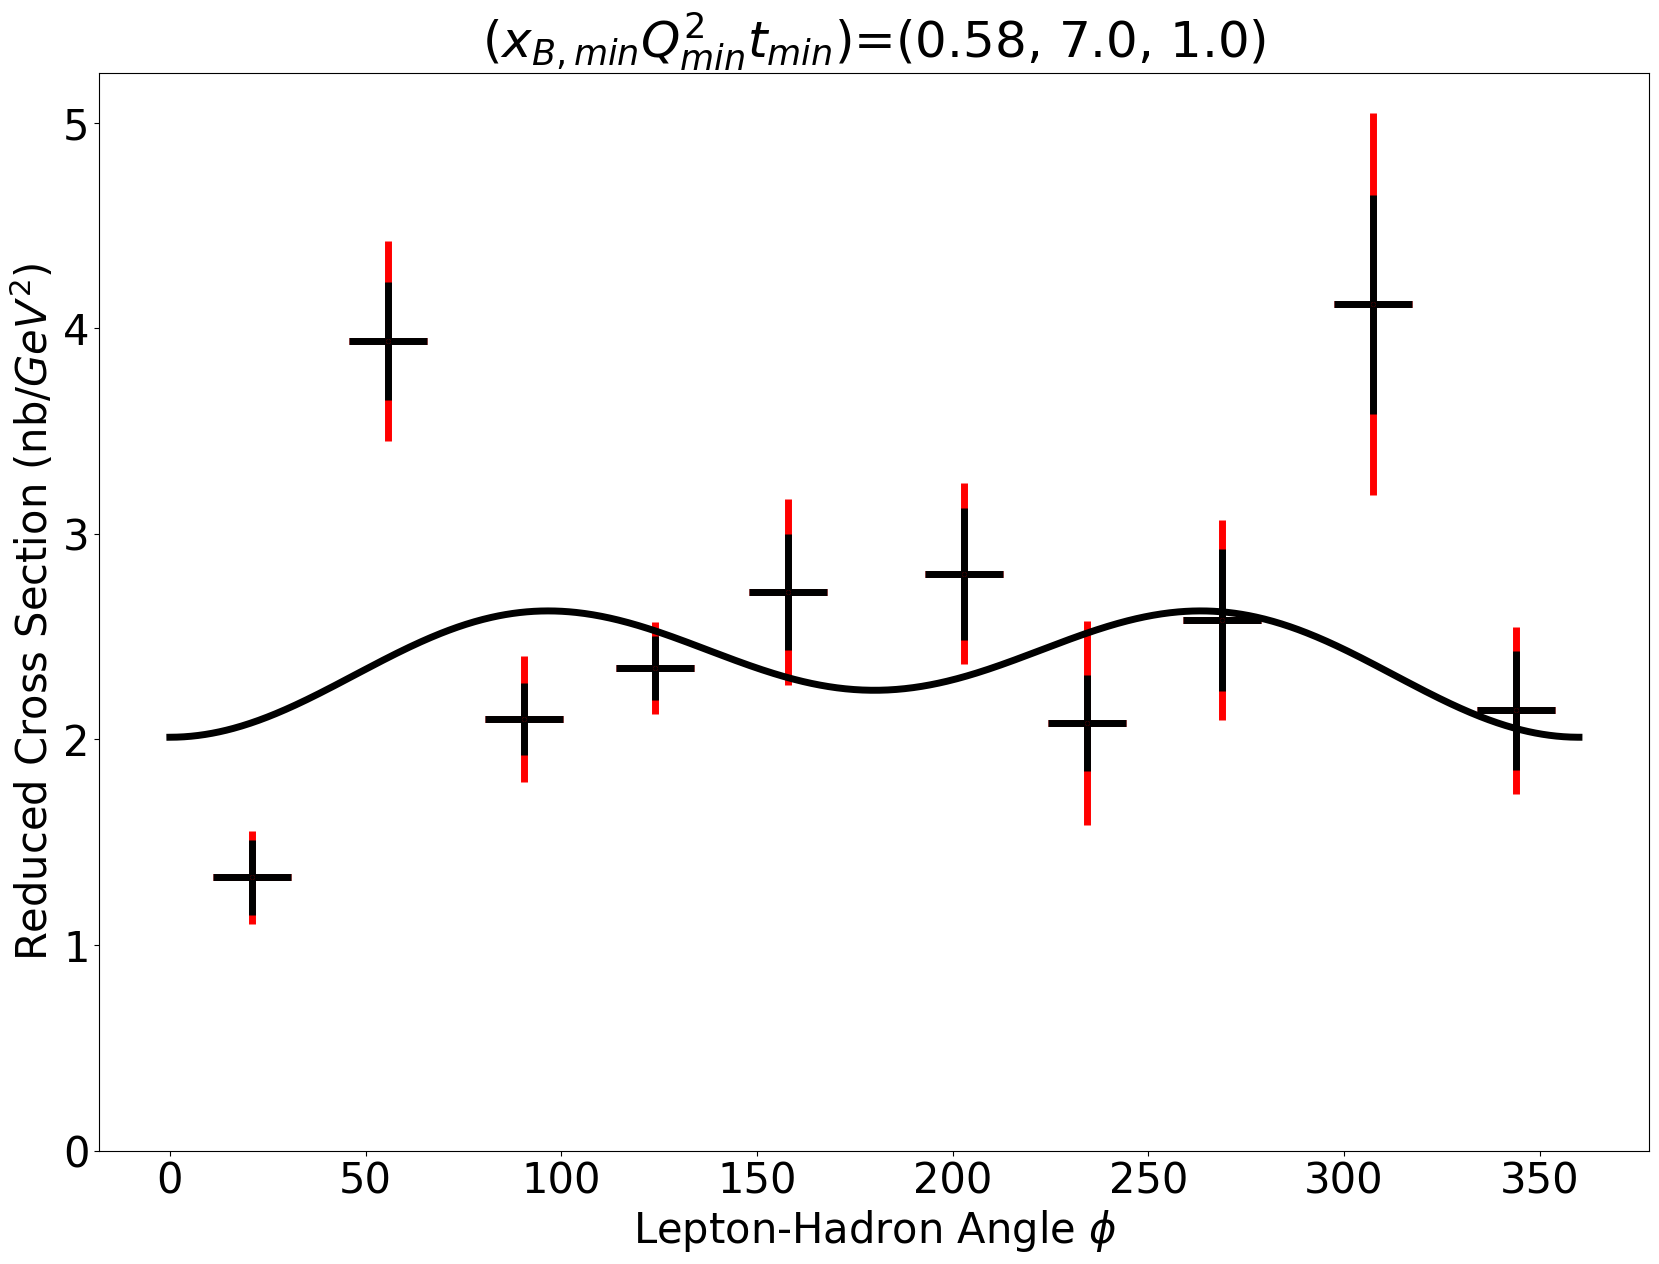 (x_{B,min}Q^2_{min}t_{min})=(0.58, 7.0, 1.0)
Reduced Cross Section (nb/GeV^2)
5
4
3
2
1
0
0 50 100 150 200 250 300 350
Lepton-Hadron Angle ϕ